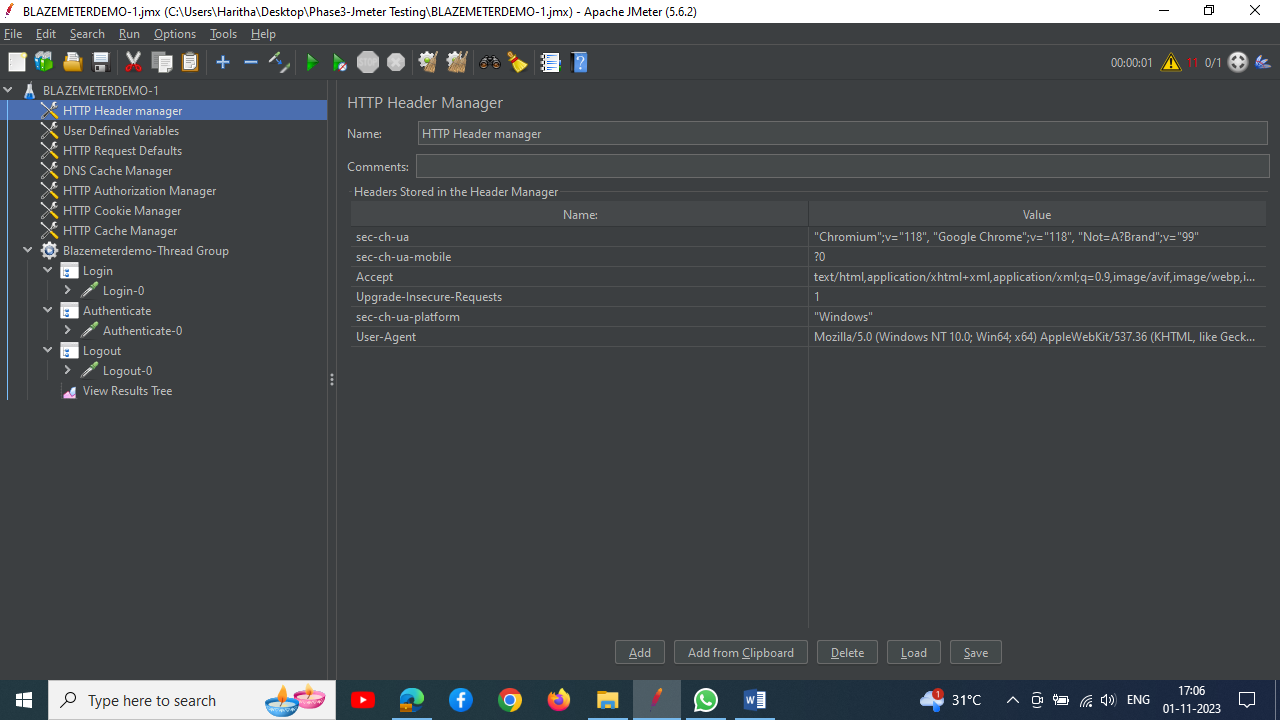 BLAZEMETERDEMO-1.jmx (C:\Users\Haritha\Desktop\Phase3-Jmeter Testing\BLAZEMETERDEMO-1.jmx) - Apache JMeter (5.6.2)
File Edit Search Run Options Tools Help
STOP 00:00:01 11 0/1
BLAZEMETERDEMO-1
HTTP Header manager
User Defined Variables
HTTP Request Defaults
DNS Cache Manager
HTTP Authorization Manager
HTTP Cookie Manager
HTTP Cache Manager
Blazemeterdemo-Thread Group
Login
Login-0
Authenticate
Authenticate-0
Logout
Logout-0
View Results Tree
HTTP Header Manager
Name: HTTP Header manager
Comments:
Headers Stored in the Header Manager
Name: Value
sec-ch-ua "Chromium";v="118", "Google Chrome";v="118", "Not=A?Brand";v="99"
sec-ch-ua-mobile ?0
Accept text/html,application/xhtml+xml,application/xml;q=0.9,image/avif,image/webp,i...
Upgrade-Insecure-Requests 1
sec-ch-ua-platform "Windows"
User-Agent Mozilla/5.0 (Windows NT 10.0; Win64; x64) AppleWebKit/537.36 (KHTML, like Geck...
Add Add from Clipboard Delete Load Save
Type here to search 1 31°C ENG 17:06
01-11-2023